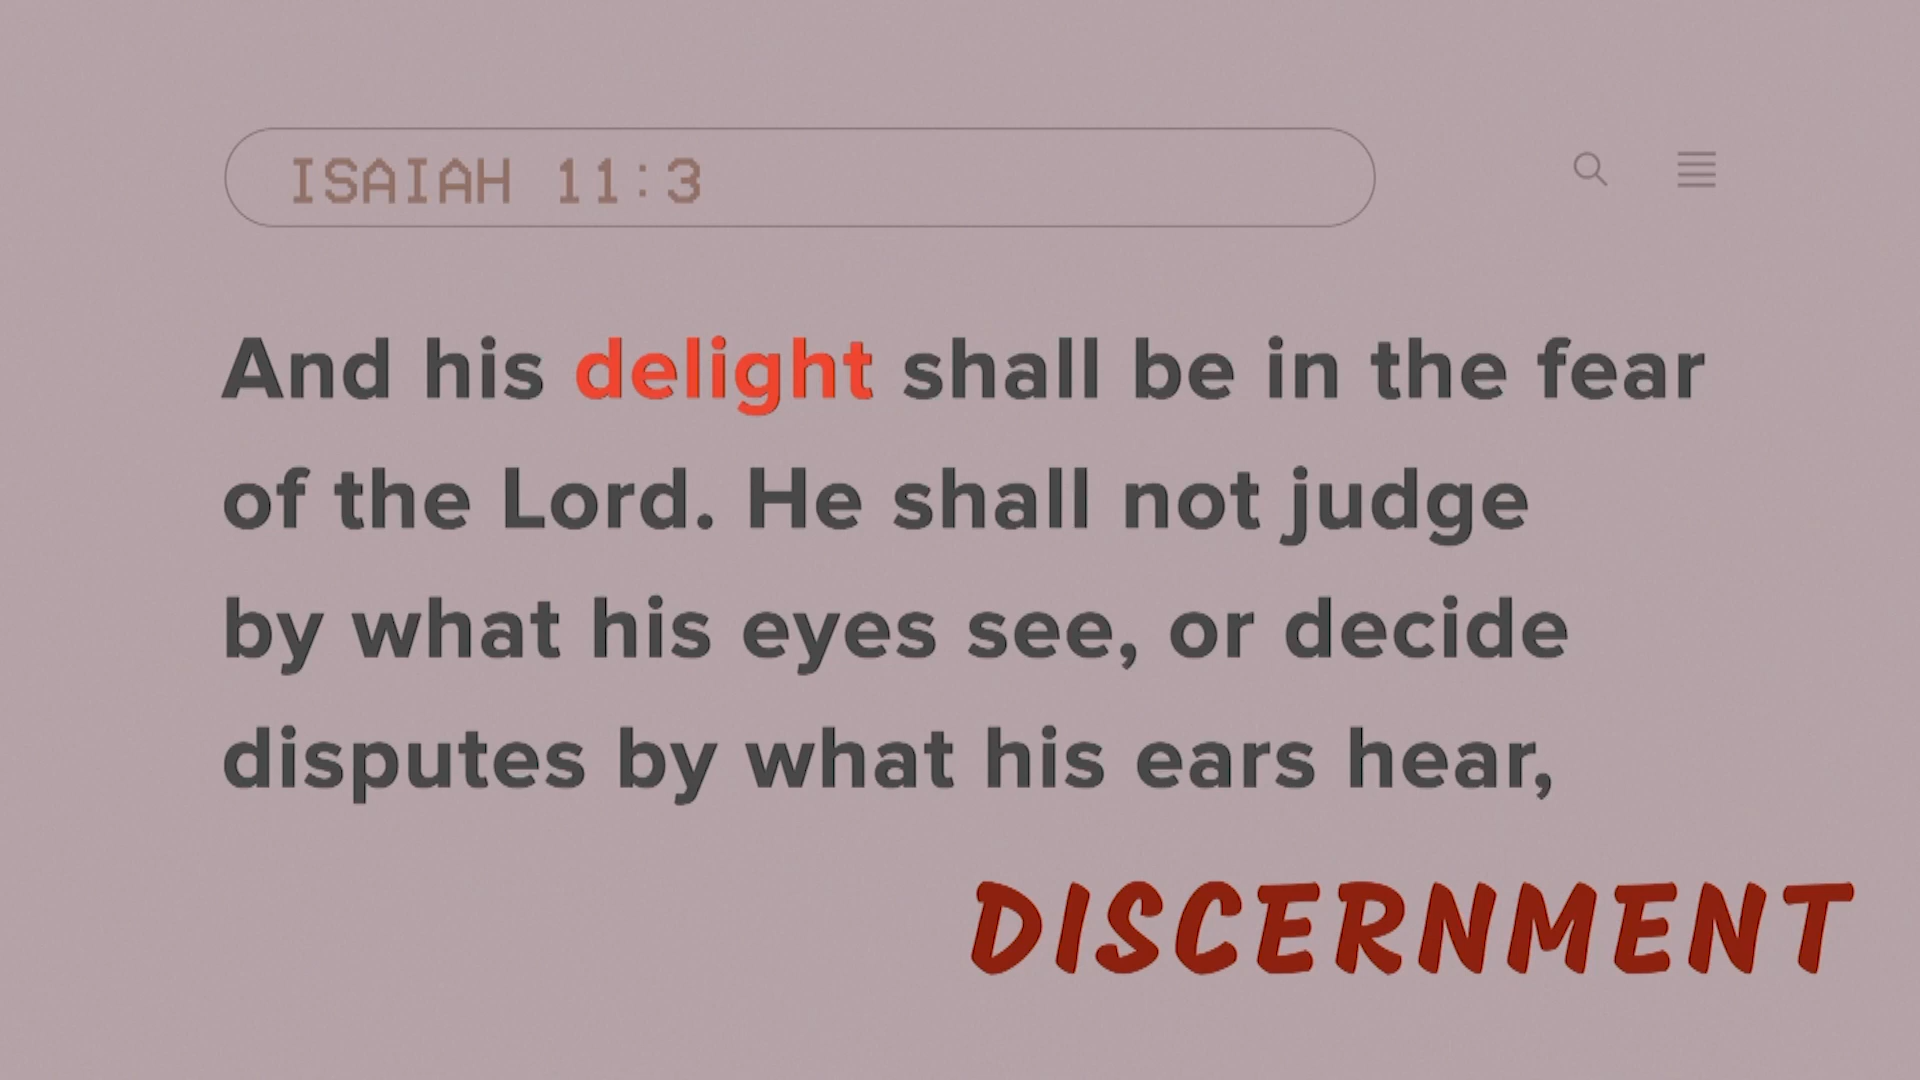 ISAIAH 11:3
And his delight shall be in the fear
of the Lord. He shall not judge
by what his eyes see, or decide
disputes by what his ears hear,
DISCERNMENT